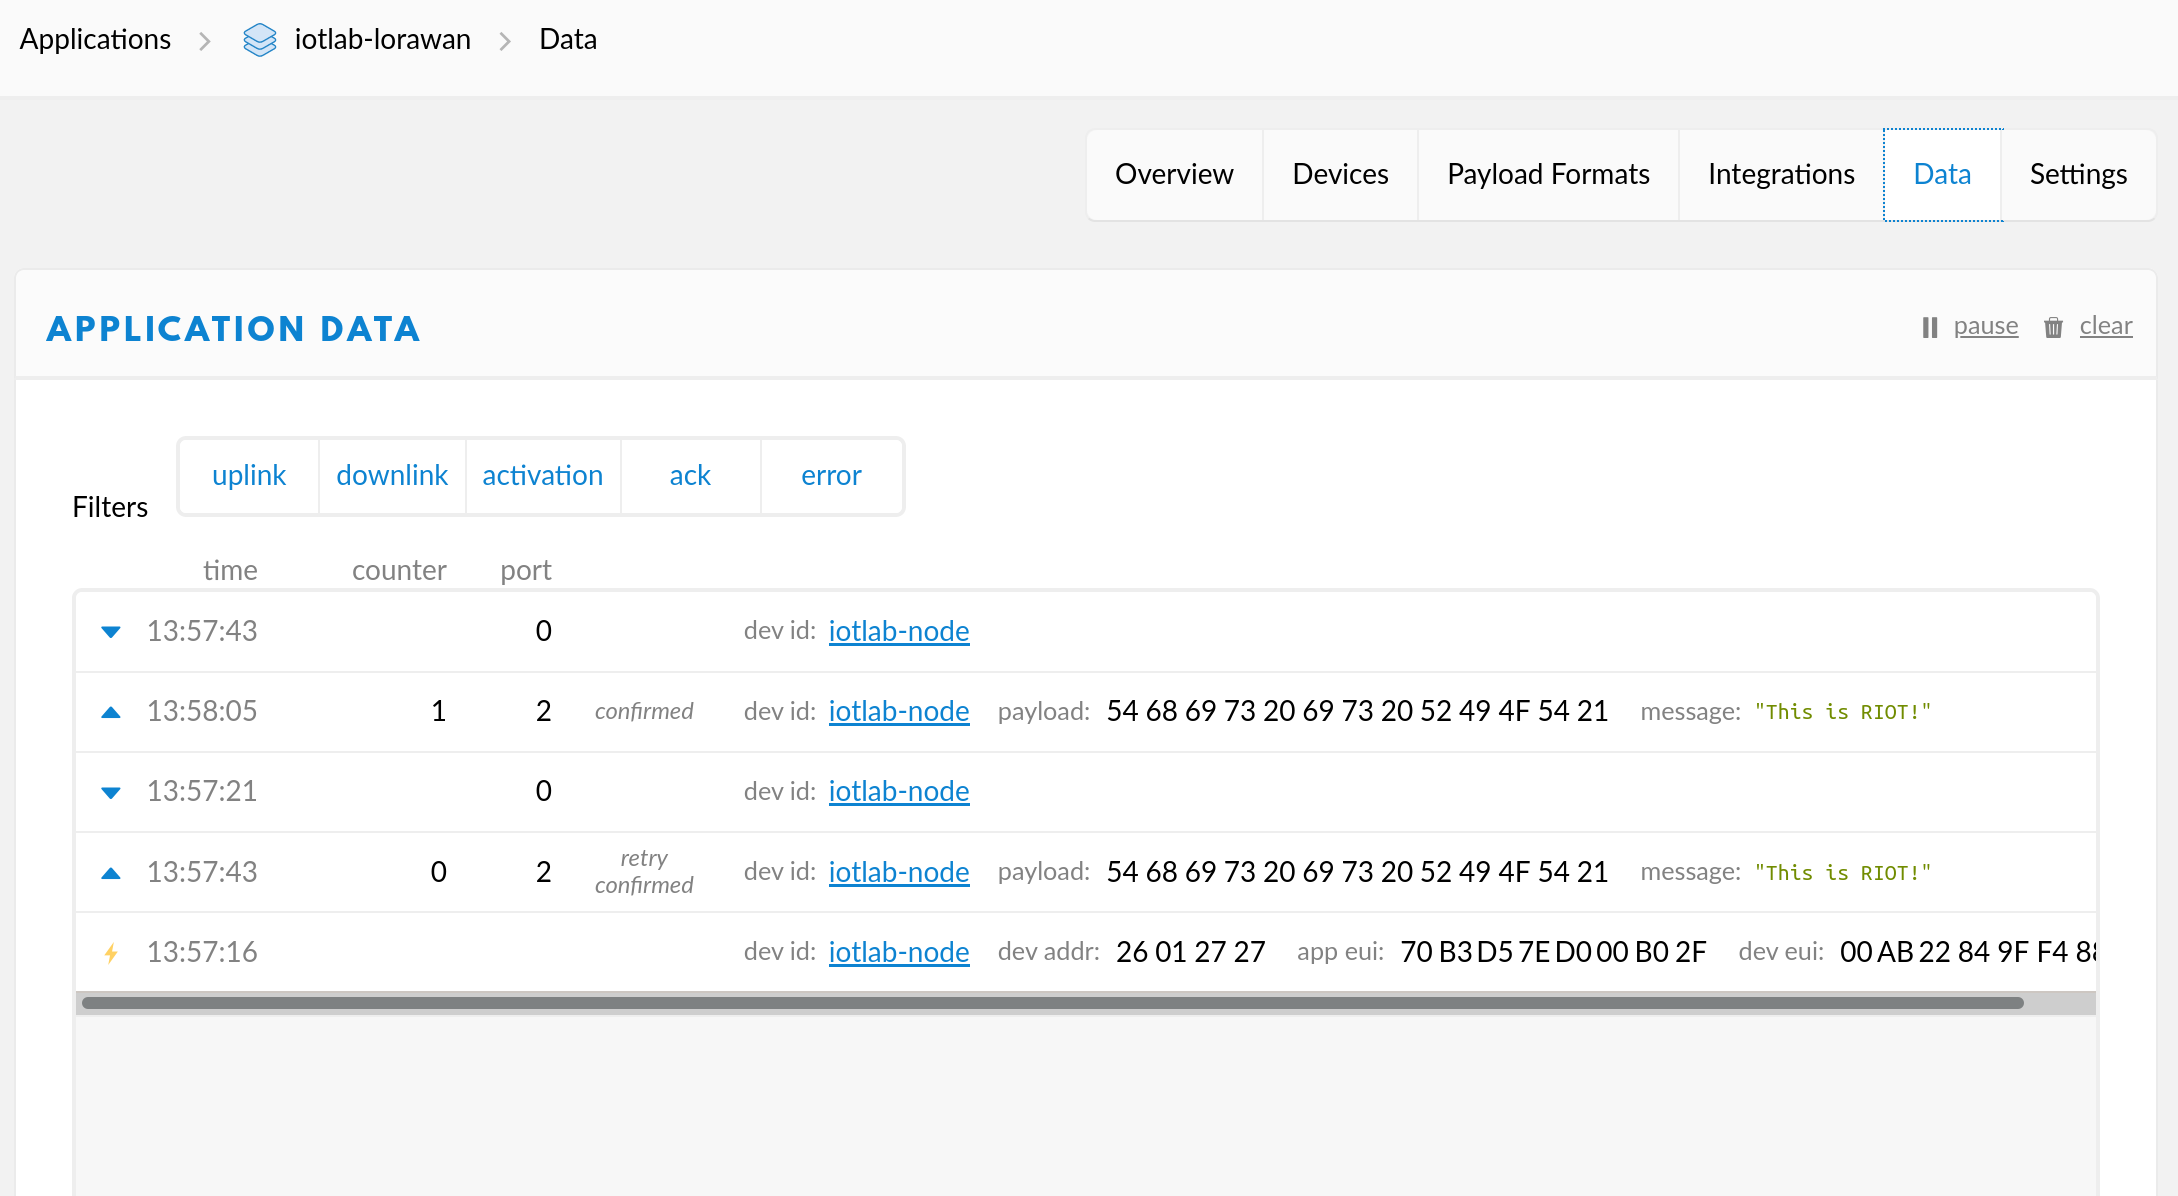 Applications > iotlab-lorawan > Data
Overview Devices Payload Formats Integrations Data Settings
APPLICATION DATA
pause clear
Filters uplink downlink activation ack error
time counter port
13:57:43 0 dev id: iotlab-node
13:58:05 1 2 confirmed dev id: iotlab-node payload: 54 68 69 73 20 69 73 20 52 49 4F 54 21 message: "This is RIOT!"
13:57:21 0 dev id: iotlab-node
13:57:43 0 2 retry confirmed dev id: iotlab-node payload: 54 68 69 73 20 69 73 20 52 49 4F 54 21 message: "This is RIOT!"
13:57:16 dev id: iotlab-node dev addr: 26 01 27 27 app eui: 70 B3 D5 7E D0 00 B0 2F dev eui: 00 AB 22 84 9F F4